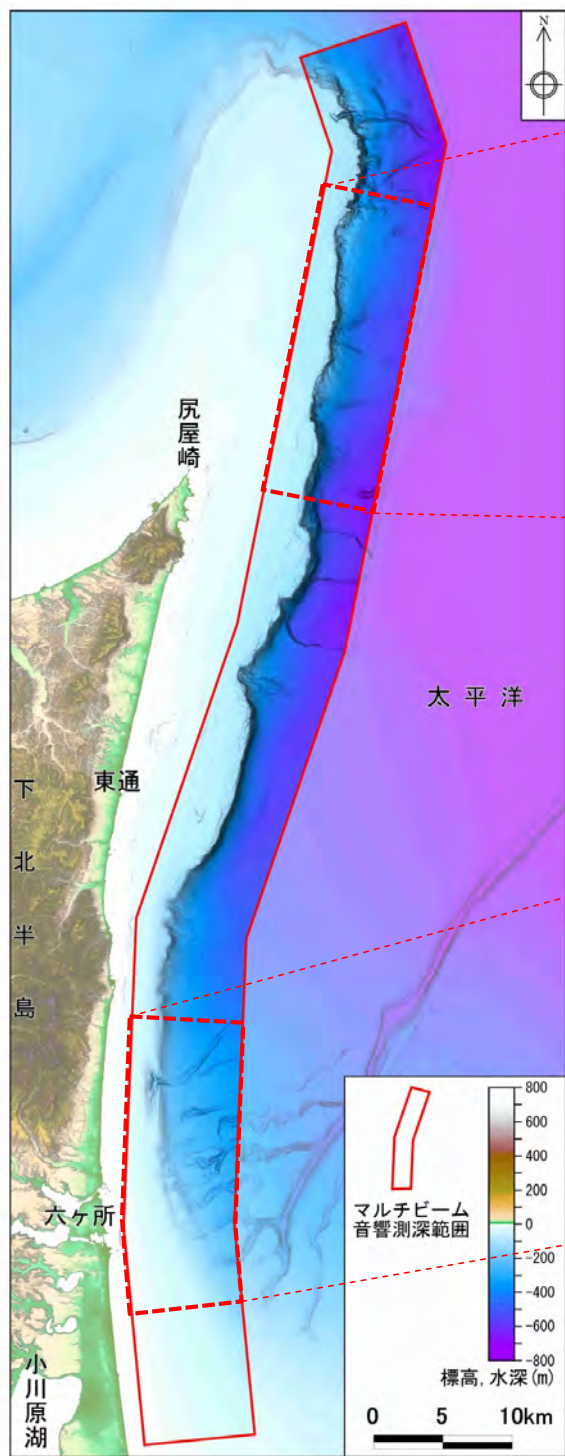 N
尻屋崎
太平洋
東通
下北半島
六ヶ所
小川原湖
マルチビーム
音響測深範囲
800
600
400
200
0
-200
-400
-600
-800
標高, 水深(m)
0 5 10km